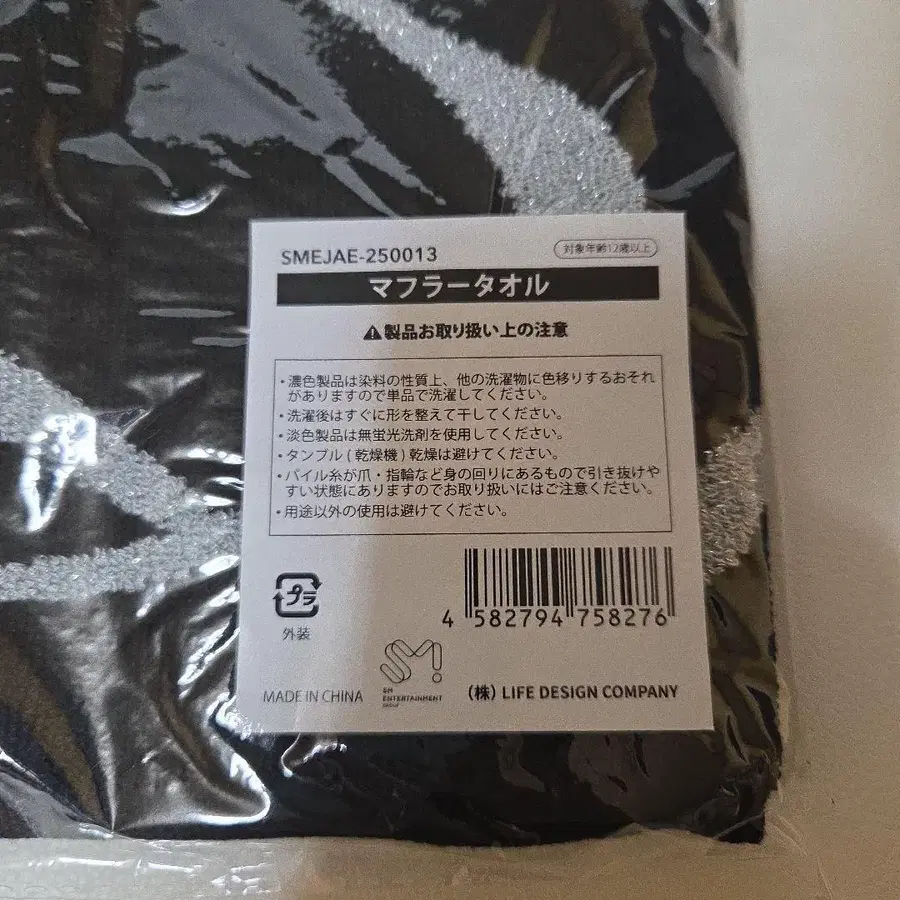 SMEJAE-250013
対象年齢12歳以上
マフラータオル
⚠製品お取り扱い上の注意
・濃色製品は染料の性質上、他の洗濯物に色移りするおそれ
がありますので単品で洗濯してください。
・洗濯後はすぐに形を整えて干してください。
・淡色製品は無蛍光洗剤を使用してください。
・タンブル(乾燥機)乾燥は避けてください。
・パイル糸が爪・指輪など身の回りにあるもので引き抜けや
すい状態にありますのでお取り扱いにはご注意ください。
・用途以外の使用は避けてください。
プラ
外装
4 582794 758276
MADE IN CHINA
SM!
SM
ENTERTAINMENT
GROUP
（株）LIFE DESIGN COMPANY